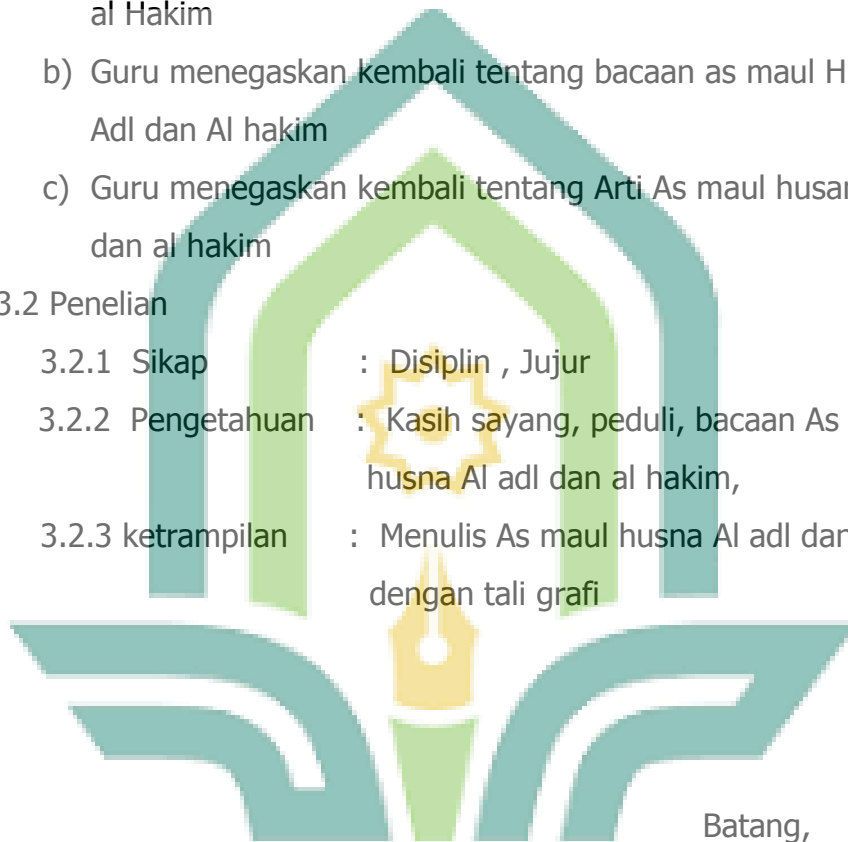 al Hakim
b) Guru menegaskan kembali tentang bacaan as maul H
Adl dan Al hakim
c) Guru menegaskan kembali tentang Arti As maul husan
dan al hakim
3.2 Penelian
3.2.1 Sikap : Disiplin , Jujur
3.2.2 Pengetahuan : Kasih sayang, peduli, bacaan As
husna Al adl dan al hakim,
3.2.3 ketrampilan : Menulis As maul husna Al adl dan
dengan tali grafi
Batang,